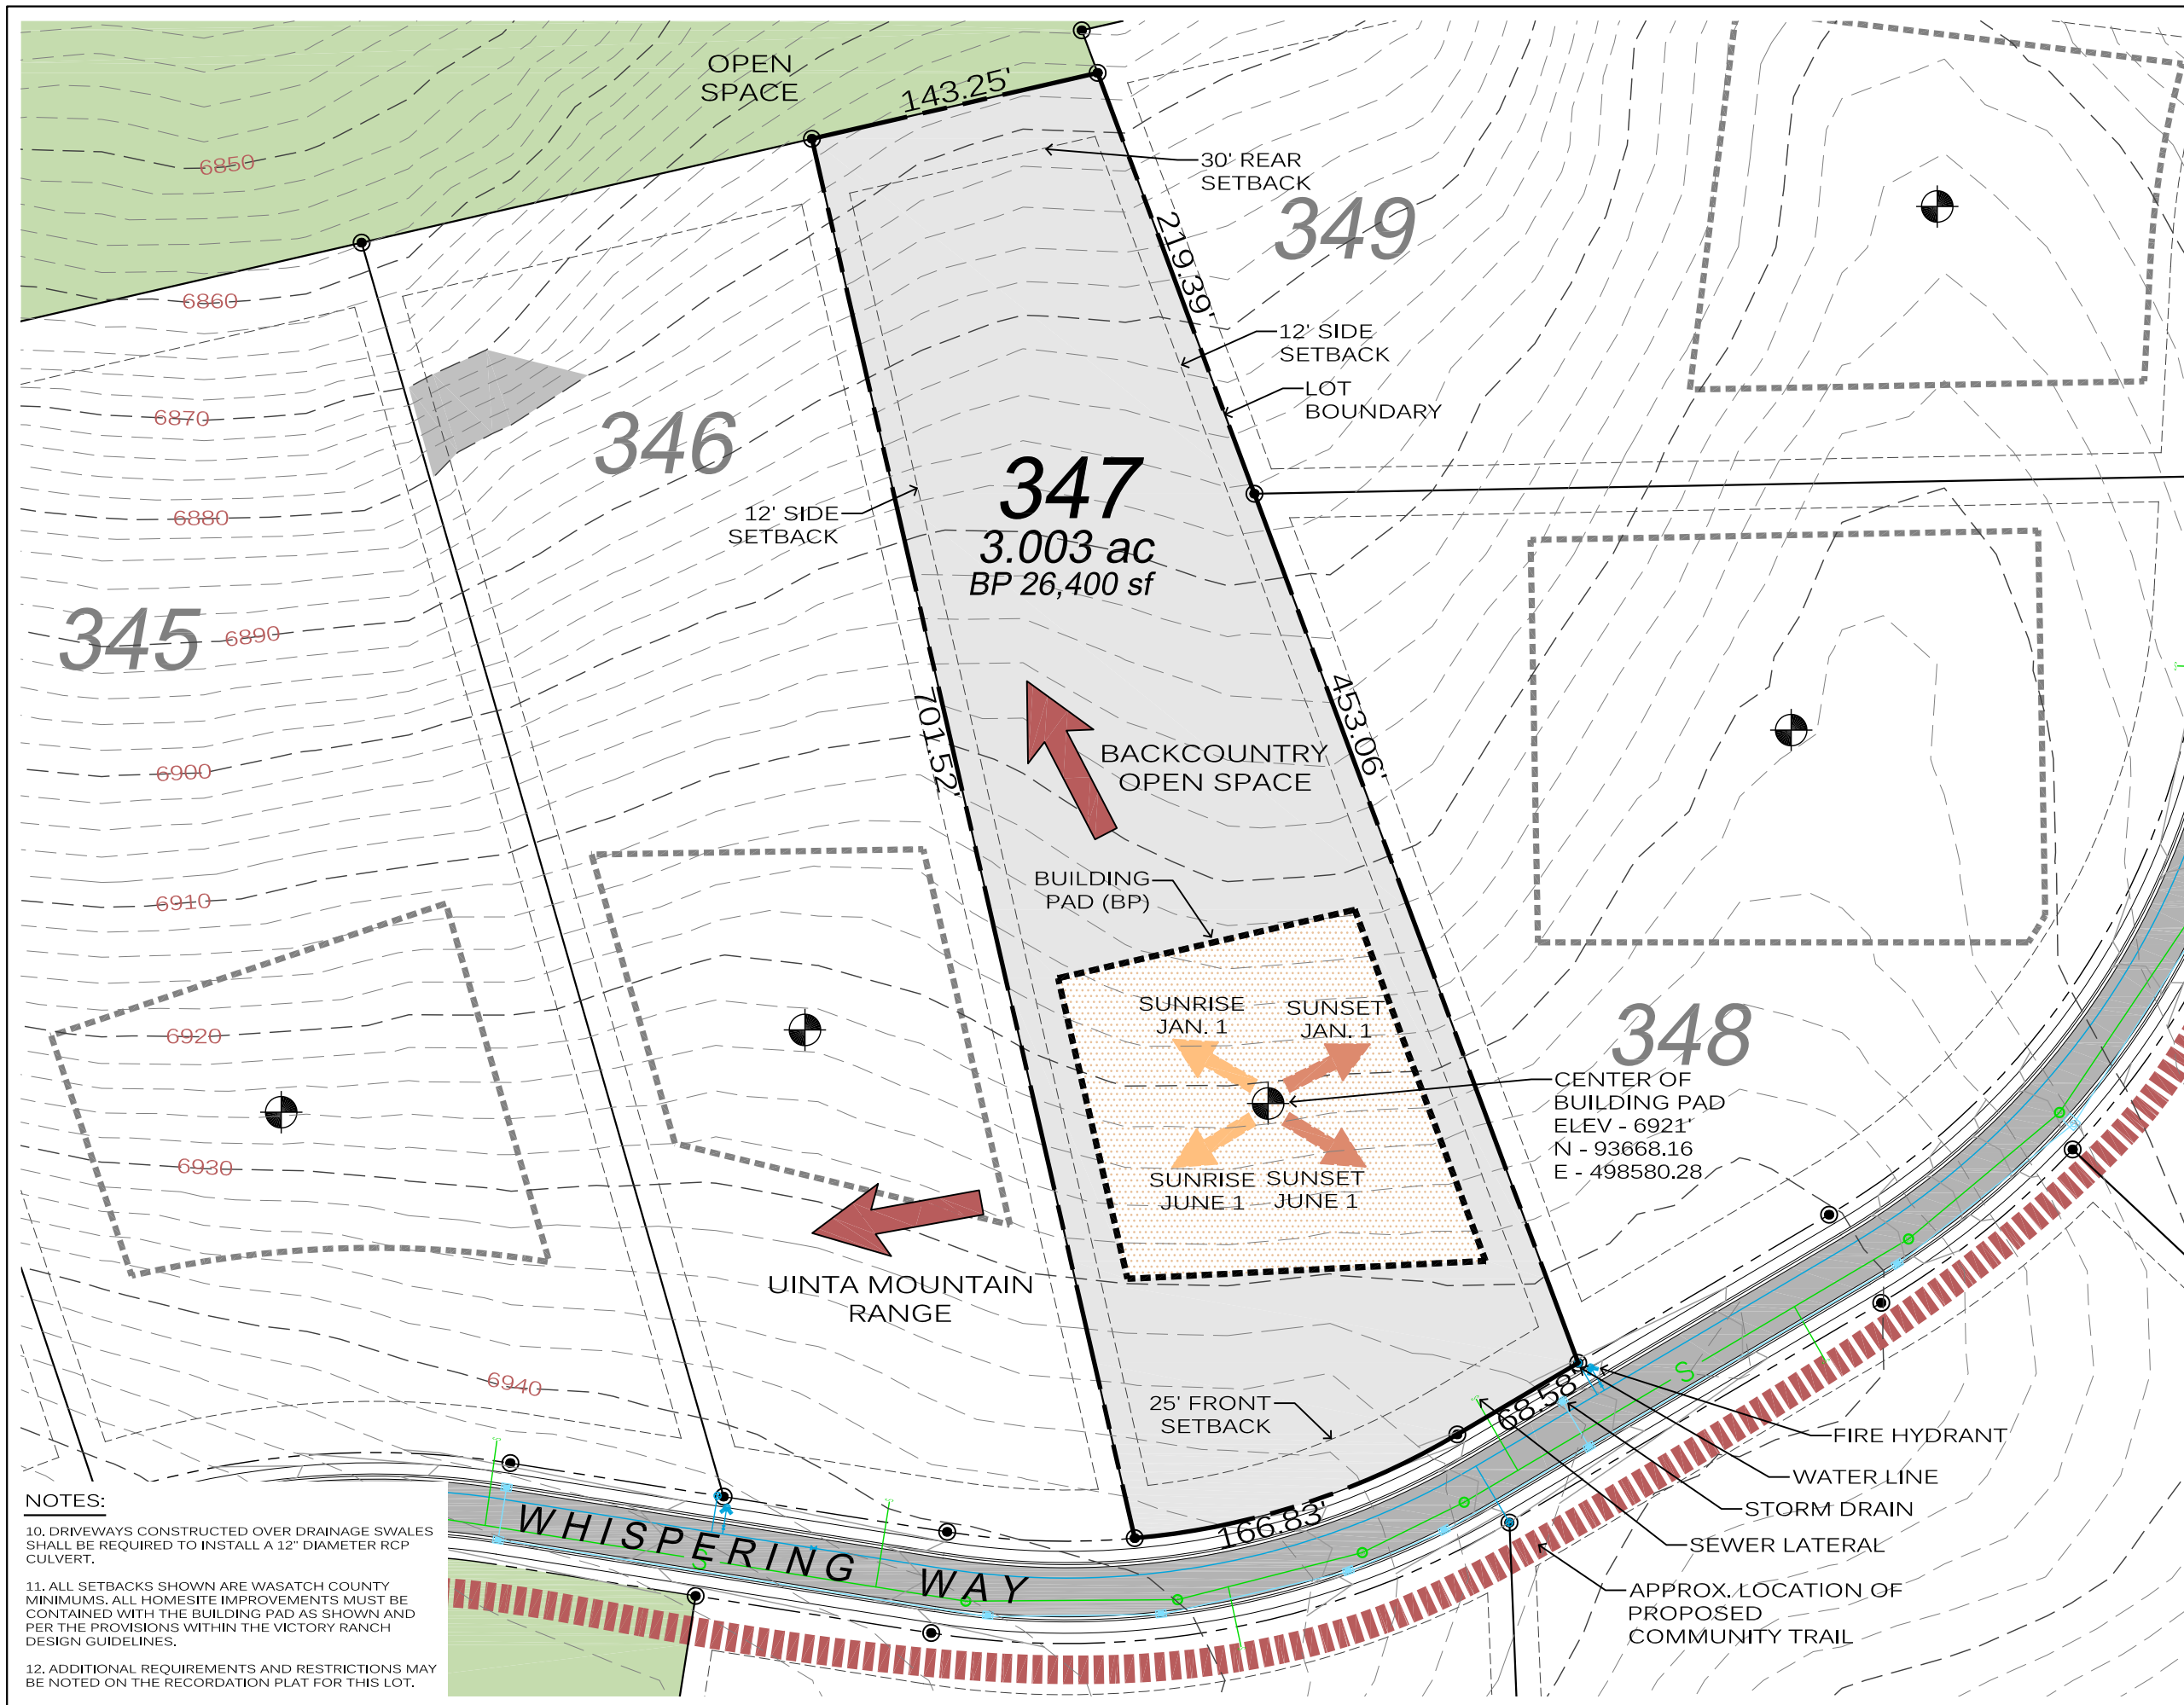 OPEN
SPACE
143.25'
6850
30' REAR
SETBACK
349
219.39'
6860
12' SIDE
SETBACK
LOT
BOUNDARY
6870
346
347
3.003 ac
BP 26,400 sf
12' SIDE
SETBACK
6880
345
6890
701.52'
453.06'
BACKCOUNTRY
OPEN SPACE
6900
BUILDING
PAD (BP)
6910
SUNRISE
JAN. 1
SUNSET
JAN. 1
348
6920
CENTER OF
BUILDING PAD
ELEV - 6921'
N - 93668.16
E - 498580.28
6930
SUNRISE
JUNE 1
SUNSET
JUNE 1
UINTA MOUNTAIN
RANGE
6940
25' FRONT
SETBACK
68.58'
S
FIRE HYDRANT
WATER LINE
STORM DRAIN
SEWER LATERAL
166.83'
WHISPERING WAY
S
APPROX. LOCATION OF
PROPOSED
COMMUNITY TRAIL
NOTES:
10. DRIVEWAYS CONSTRUCTED OVER DRAINAGE SWALES
SHALL BE REQUIRED TO INSTALL A 12" DIAMETER RCP
CULVERT.
11. ALL SETBACKS SHOWN ARE WASATCH COUNTY
MINIMUMS. ALL HOMESITE IMPROVEMENTS MUST BE
CONTAINED WITH THE BUILDING PAD AS SHOWN AND
PER THE PROVISIONS WITHIN THE VICTORY RANCH
DESIGN GUIDELINES.
12. ADDITIONAL REQUIREMENTS AND RESTRICTIONS MAY
BE NOTED ON THE RECORDATION PLAT FOR THIS LOT.